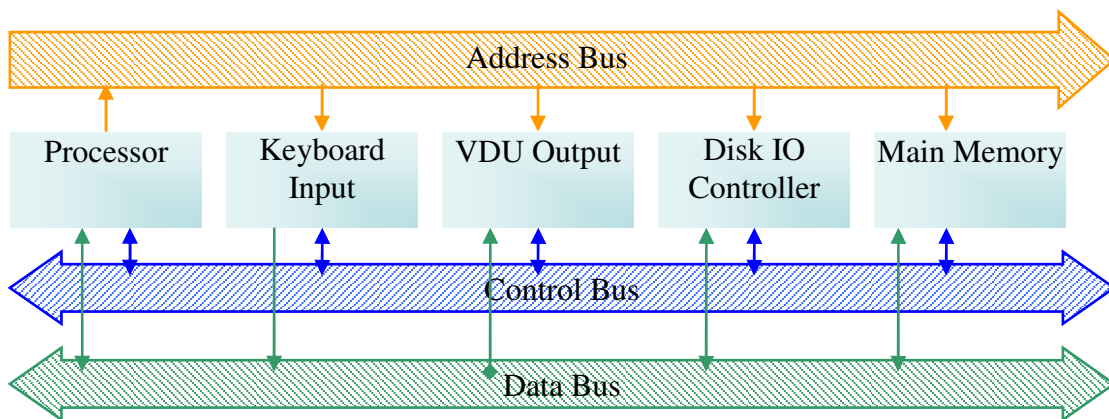 Address Bus
Processor
Keyboard
Input
VDU Output
Disk IO
Controller
Main Memory
Control Bus
Data Bus